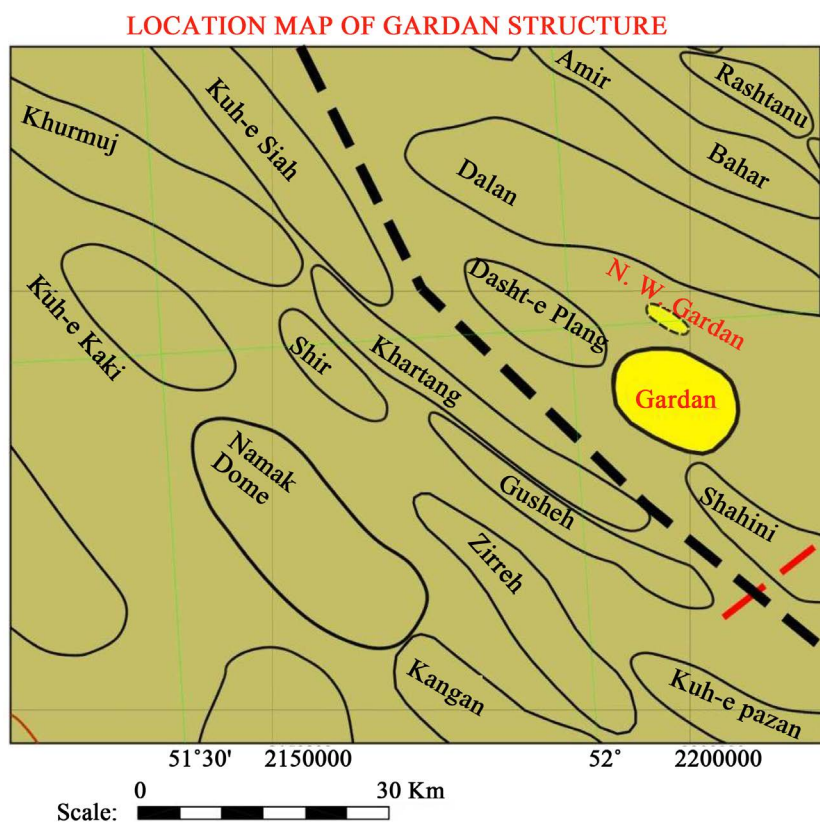 LOCATION MAP OF GARDAN STRUCTURE
Amir
Rashtanu
Kuh-e Siah
Khurmuj
Bahar
Dalan
N. W. Gardan
Dasht-e Plang
Kuh-e Kaki
Shir
Khartang
Gardan
Namak
Dome
Gusheh
Shahini
Zirreh
Kangan
Kuh-e pazan
51°30' 2150000 52° 2200000
0 30 Km
Scale: